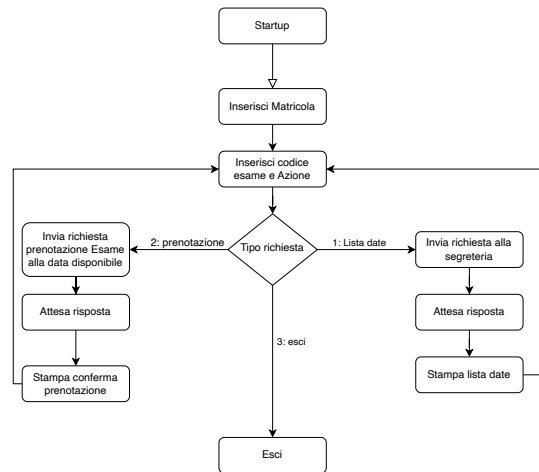 Startup
Inserisci Matricola
Inserisci codice
esame e Azione
Tipo richiesta
2: prenotazione
1: Lista date
3: esci
Invia richiesta
prenotazione Esame
alla data disponibile
Attesa risposta
Stampa conferma
prenotazione
Invia richiesta alla
segreteria
Attesa risposta
Stampa lista date
Esci